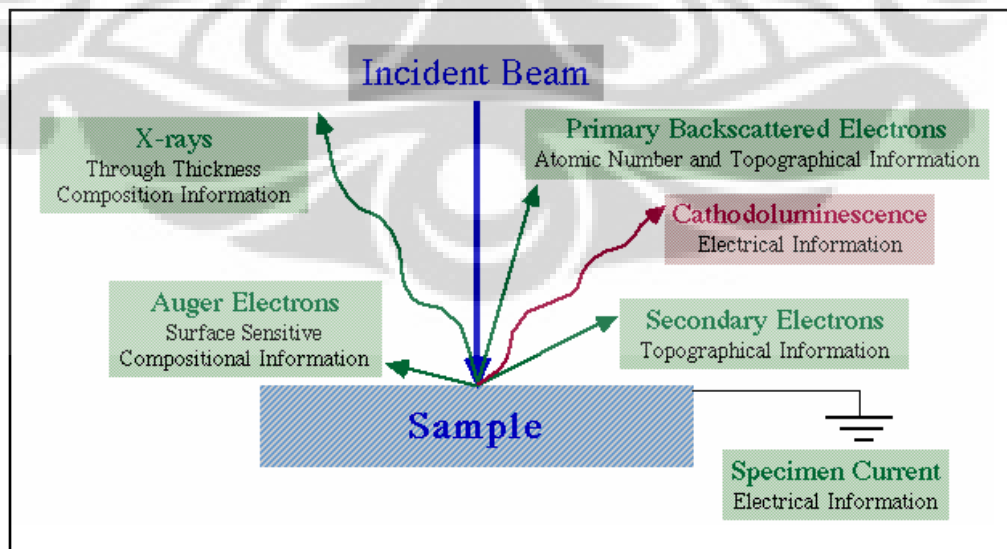 Incident Beam
X-rays
Through Thickness
Composition Information
Primary Backscattered Electrons
Atomic Number and Topographical Information
Cathodoluminescence
Electrical Information
Auger Electrons
Surface Sensitive
Compositional Information
Secondary Electrons
Topographical Information
Sample
Specimen Current
Electrical Information